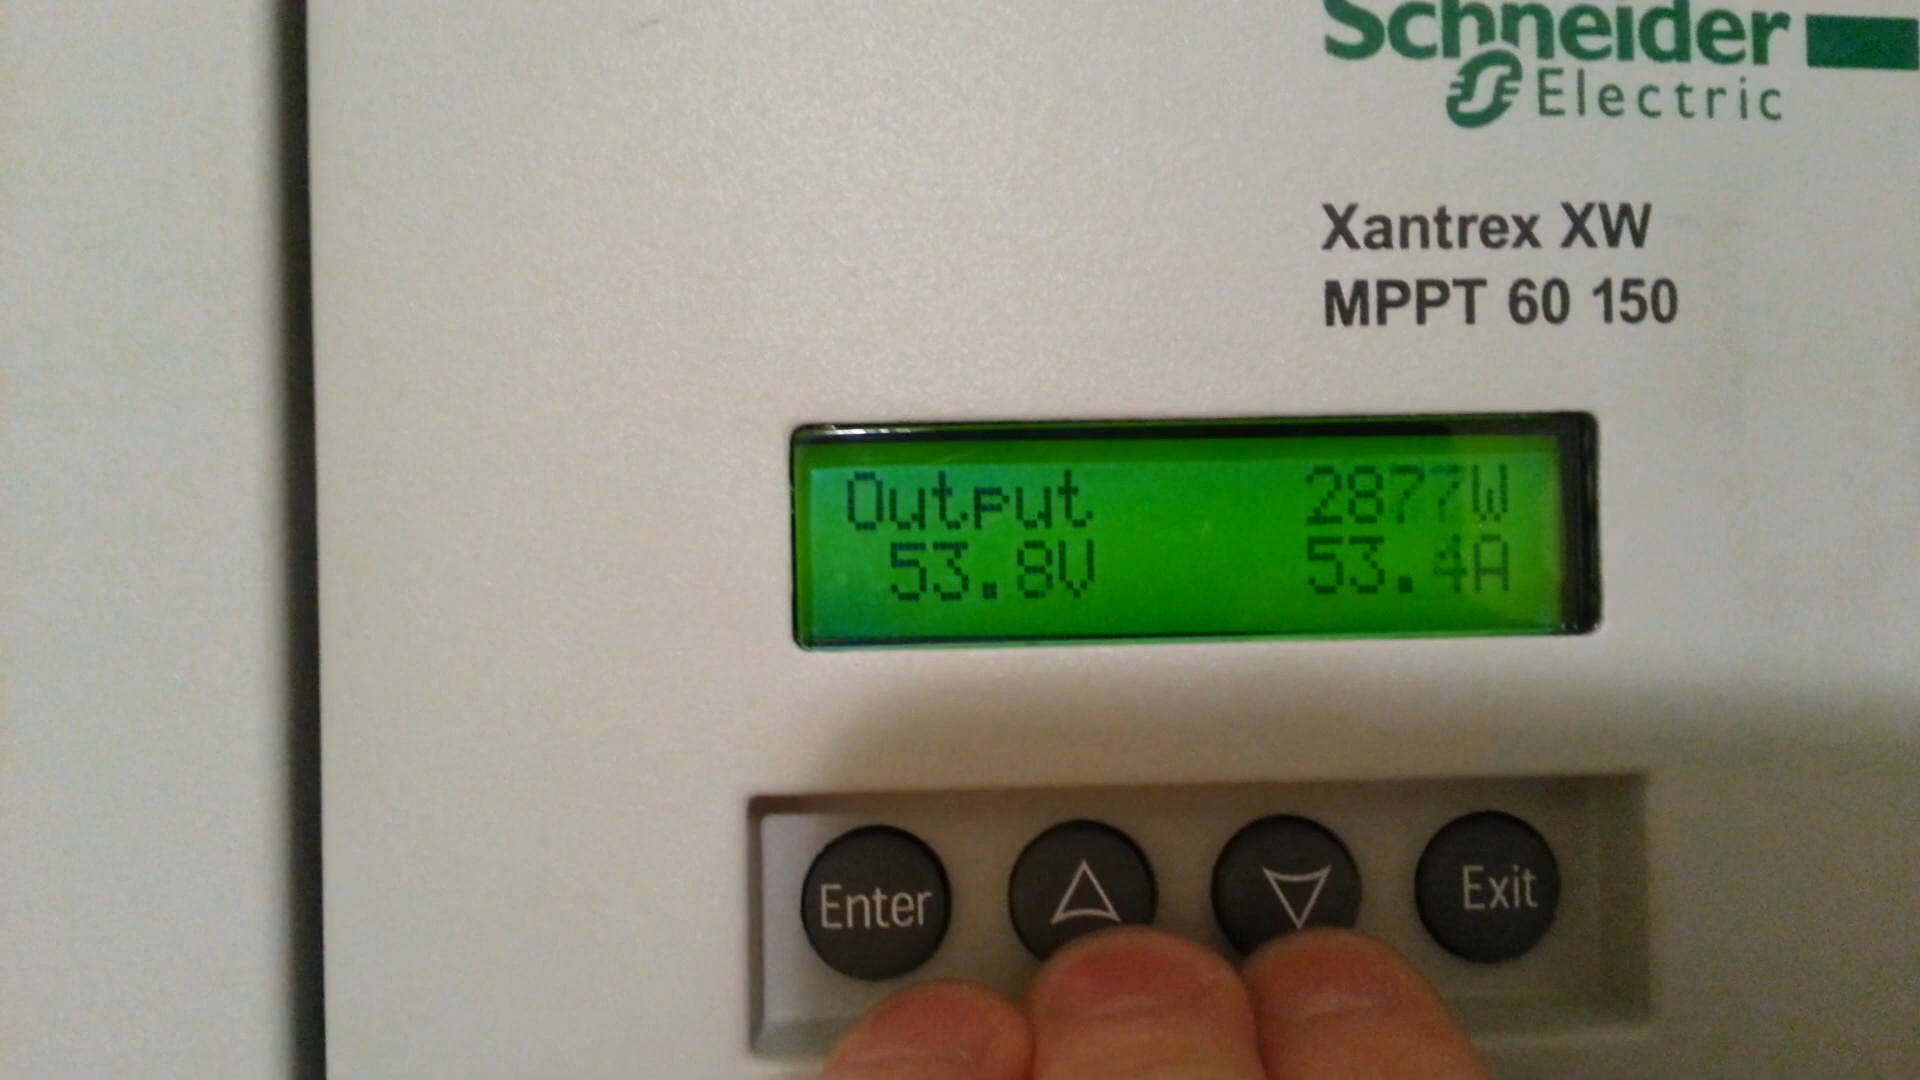 Schneider
Electric
Xantrex XW
MPPT 60 150
Output 2877W
53.8V 53.4A
Enter Exit